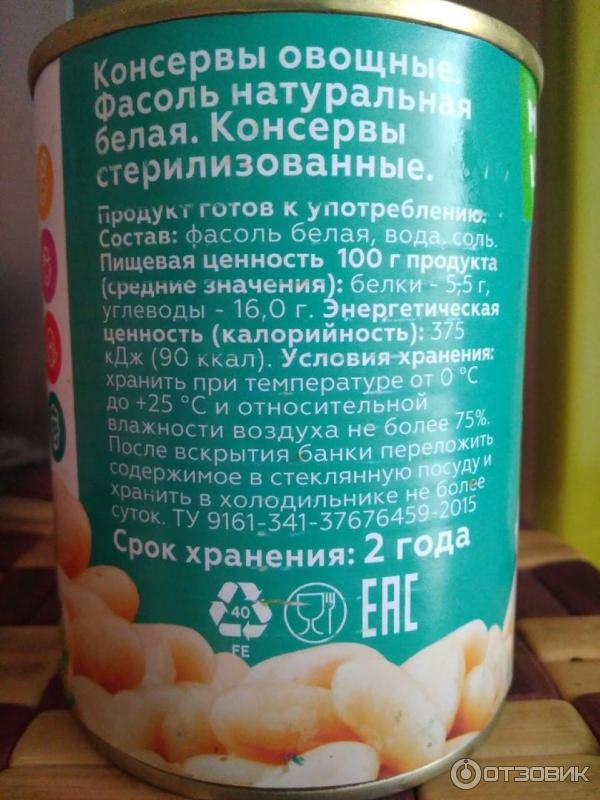 Консервы овощные.
Фасоль натуральная
белая. Консервы
стерилизованные.
Продукт готов к употреблению.
Состав: фасоль белая, вода, соль.
Пищевая ценность 100 г продукта
(средние значения): белки - 5,5 г,
углеводы - 16,0 г. Энергетическая
ценность (калорийность): 375
кДж (90 ккал). Условия хранения:
хранить при температуре от 0 °С
до +25 °С и относительной
влажности воздуха не более 75%.
После вскрытия банки переложить
содержимое в стеклянную посуду и
хранить в холодильнике не более
суток. ТУ 9161-341-37676459-2015
Срок хранения: 2 года
40
FE
ЕАС
ОТЗОВИК